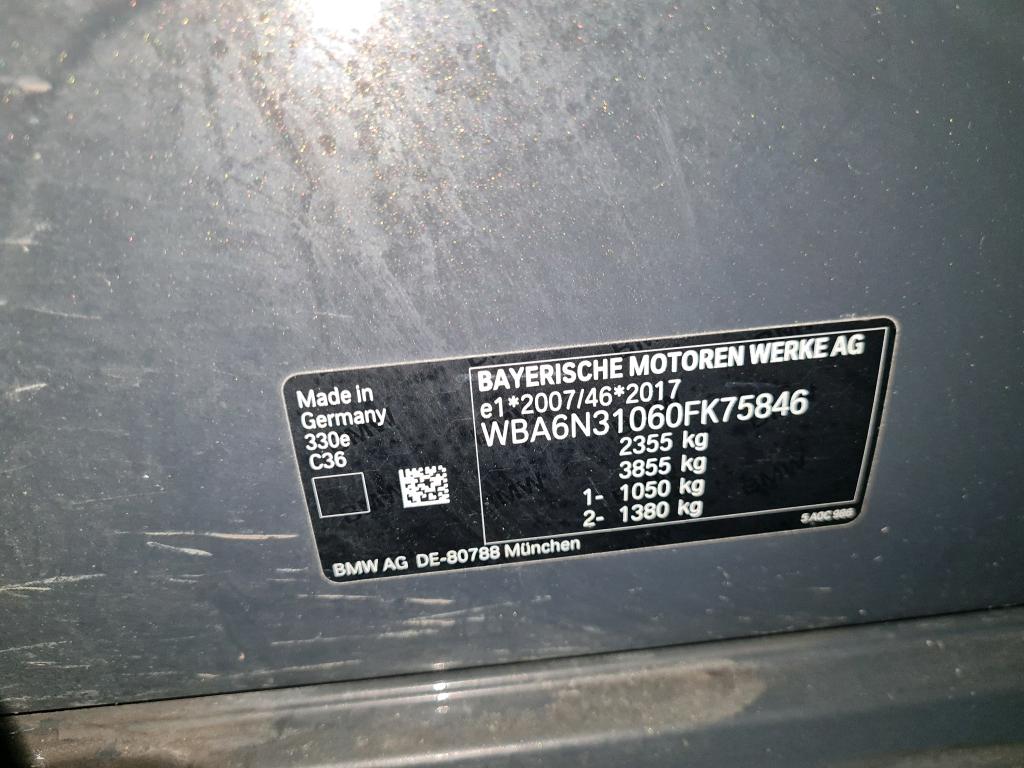 Made in
Germany
330e
C36
BAYERISCHE MOTOREN WERKE AG
e1*2007/46*2017
WBA6N31060FK75846
2355 kg
3855 kg
1- 1050 kg
2- 1380 kg
BMW AG DE-80788 München